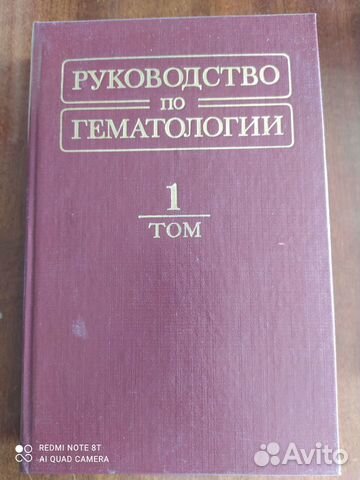 РУКОВОДСТВО
ПО
ГЕМАТОЛОГИИ
1
ТОМ
REDMI NOTE 8T
AI QUAD CAMERA
Avito